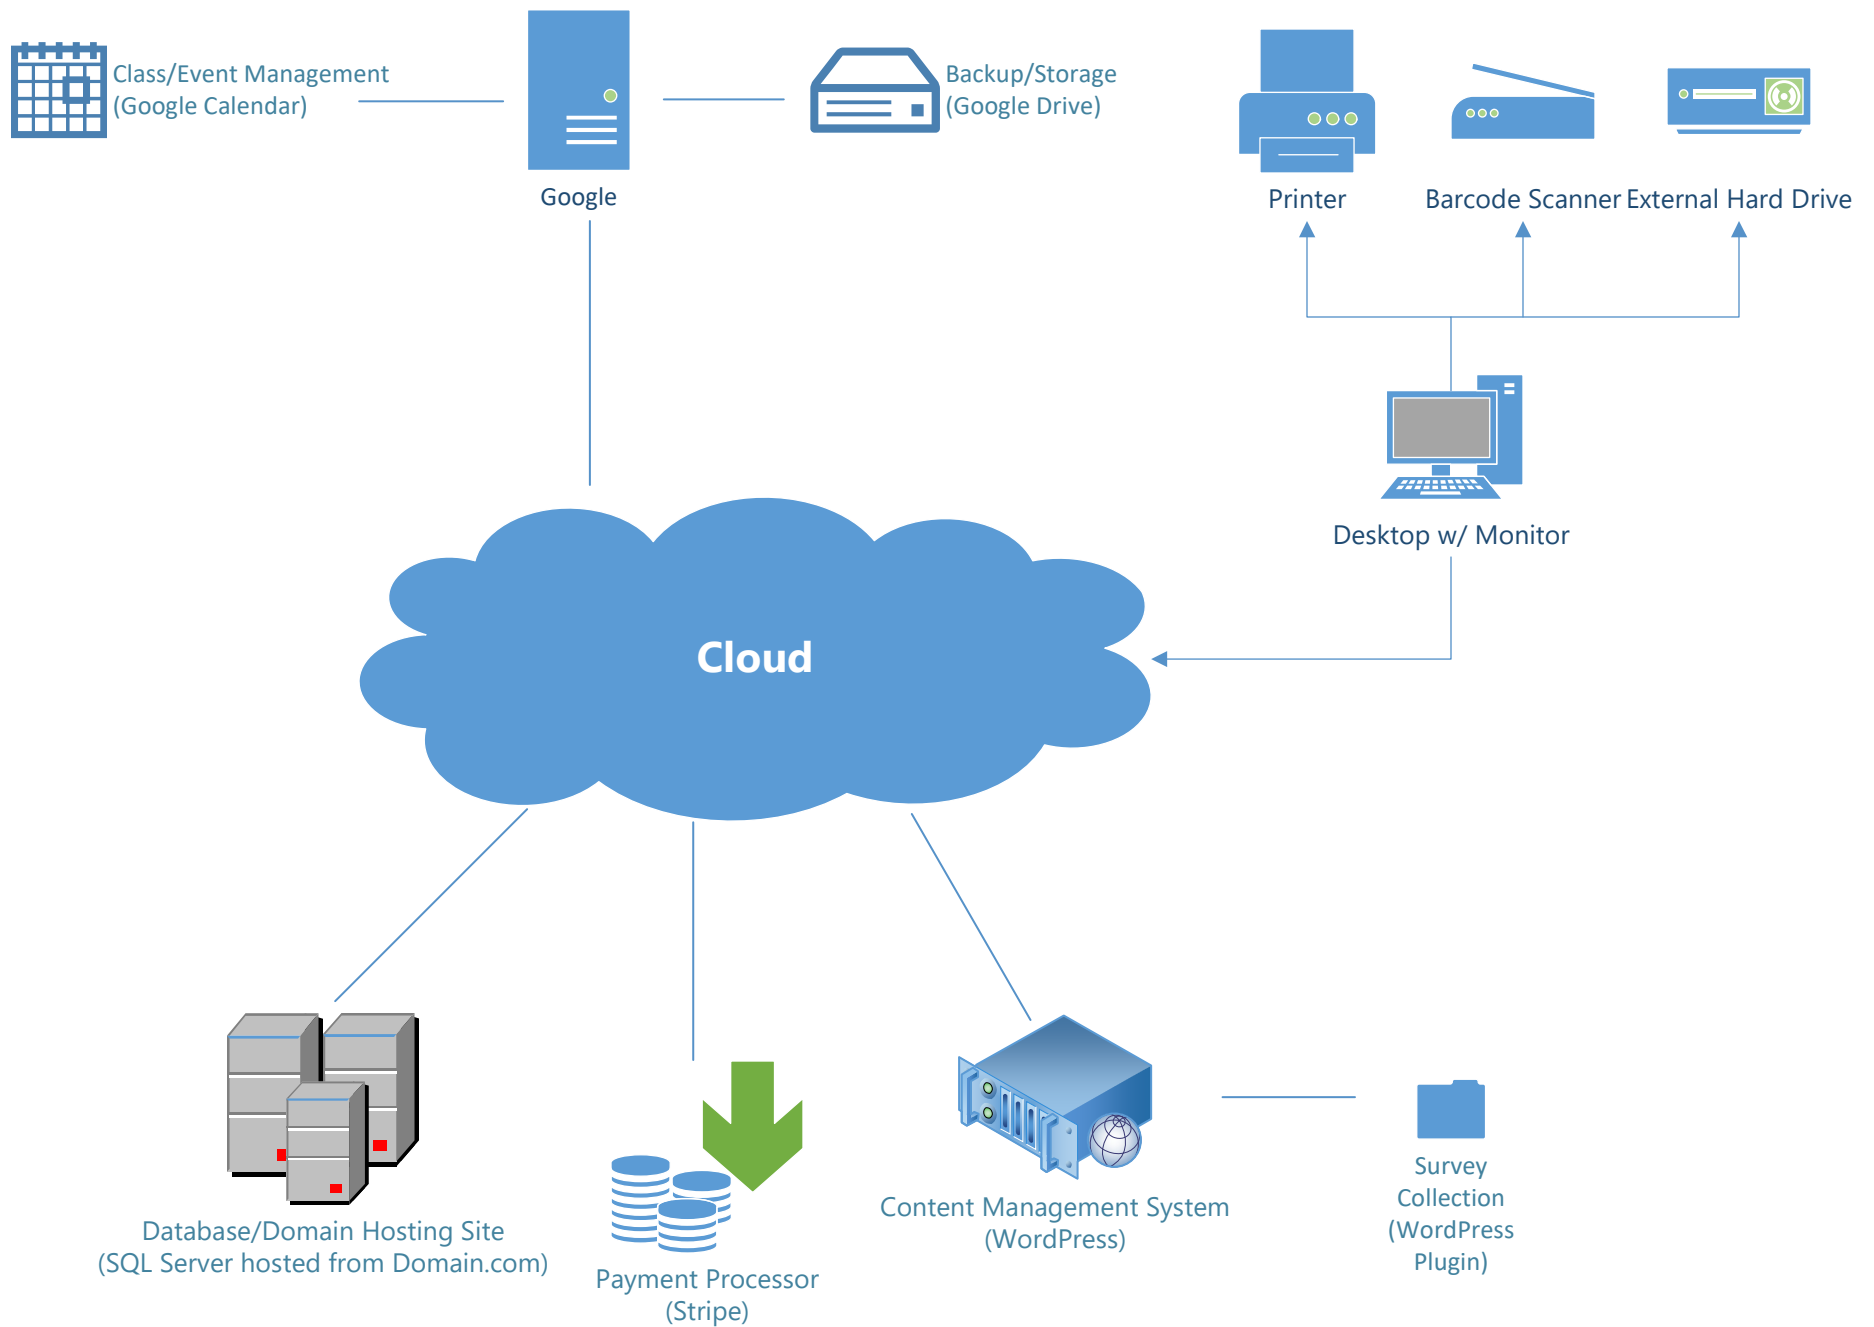 Class/Event Management
(Google Calendar)
Google
Backup/Storage
(Google Drive)
Printer
Barcode Scanner
External Hard Drive
Desktop w/ Monitor
Cloud
Database/Domain Hosting Site
(SQL Server hosted from Domain.com)
Payment Processor
(Stripe)
Content Management System
(WordPress)
Survey
Collection
(WordPress
Plugin)